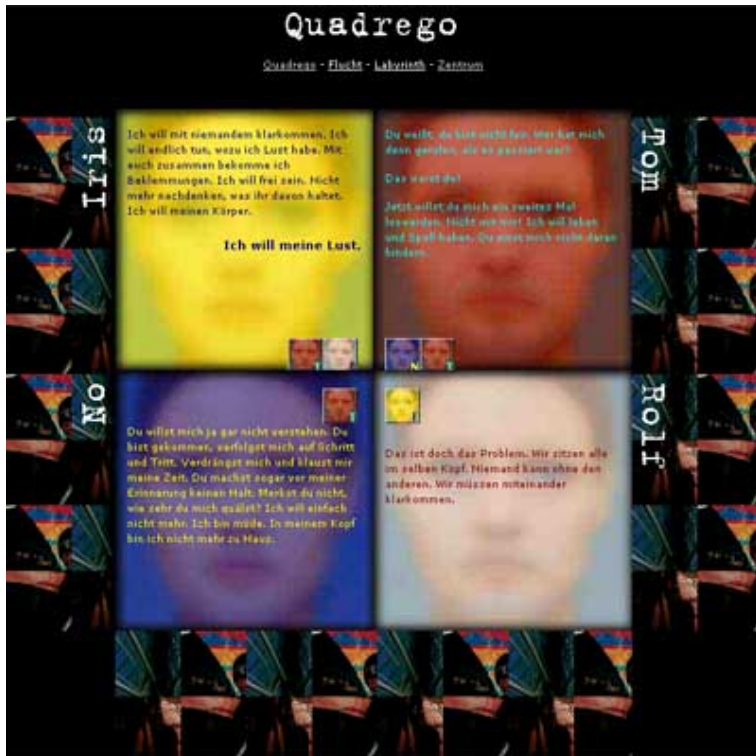 Quadrego
Quadrego - Flucht - Labyrinth - Zentrum
Iris
Ich will mit niemandem klarkommen. Ich
will endlich tun, wozu ich Lust habe. Mit
euch zusammen bekomme ich
Beklemmungen. Ich will frei sein. Nicht
mehr nachdenken, was ihr davon haltet.
Ich will meinen Körper.
Ich will meine Lust.
Tom
Du weißt, du bist nicht fair. Wer hat mich
denn gerufen, als es passiert war?
Das warst du!
Jetzt willst du mich ein zweites Mal
loswerden. Nicht mit mir! Ich will leben
und Spaß haben. Du wirst mich nicht daran
hindern.
No
Du willst mich ja gar nicht verstehen. Du
bist gekommen, verfolgst mich auf Schritt
und Tritt. Verdrängst mich und klaust mir
meine Zeit. Du machst sogar vor meiner
Erinnerung keinen Halt. Merkst du nicht,
wie sehr du mich quälst? Ich will einfach
nicht mehr. Ich bin müde. In meinem Kopf
bin ich nicht mehr zu Haus.
Rolf
Das ist doch das Problem. Wir sitzen alle
im selben Kopf. Niemand kann ohne den
anderen. Wir müssen miteinander
klarkommen.